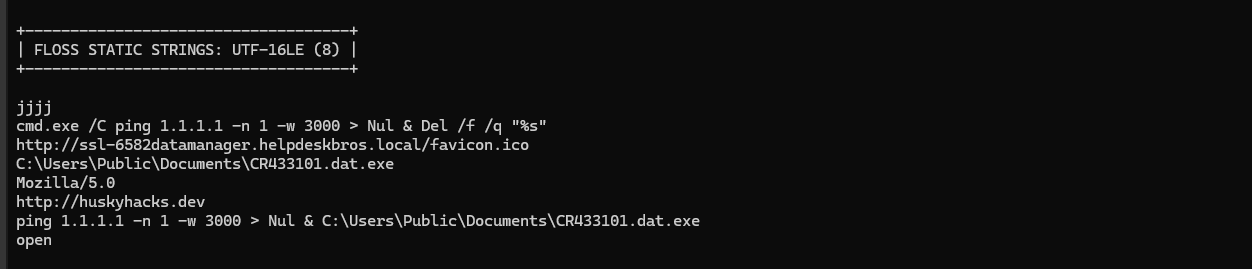 +-----------------------------------+
| FLOSS STATIC STRINGS: UTF-16LE (8) |
+-----------------------------------+
jjjj
cmd.exe /C ping 1.1.1.1 -n 1 -w 3000 > Nul & Del /f /q "%s"
http://ssl-6582datamanager.helpdeskbros.local/favicon.ico
C:\Users\Public\Documents\CR433101.dat.exe
Mozilla/5.0
http://huskyhacks.dev
ping 1.1.1.1 -n 1 -w 3000 > Nul & C:\Users\Public\Documents\CR433101.dat.exe
open